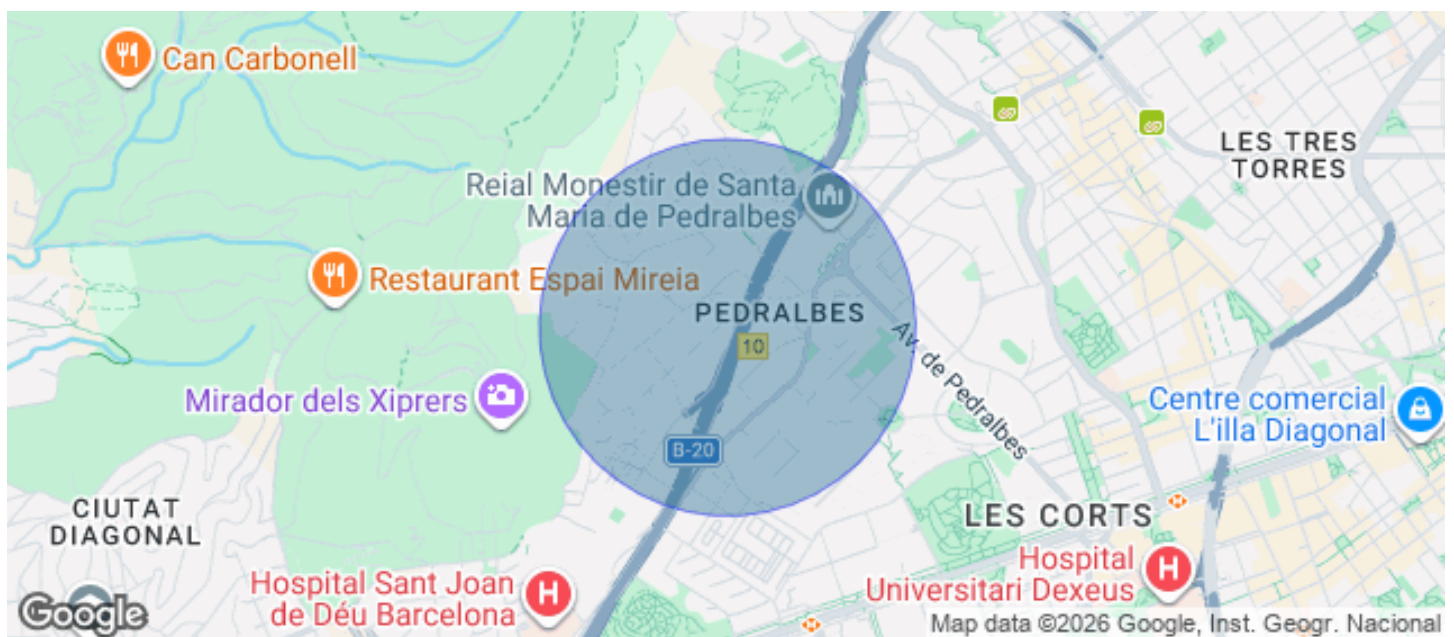 Can Carbonell
LES TRES
TORRES
Reial Monestir de Santa
Maria de Pedralbes
Restaurant Espai Mireia
PEDRALBES
10
Av. de Pedralbes
Mirador dels Xiprers
Centre comercial
L'illa Diagonal
B-20
CIUTAT
DIAGONAL
LES CORTS
Hospital Sant Joan
de Déu Barcelona
H
Hospital
Universitari Dexeus
H
Google
Map data ©2026 Google, Inst. Geogr. Nacional